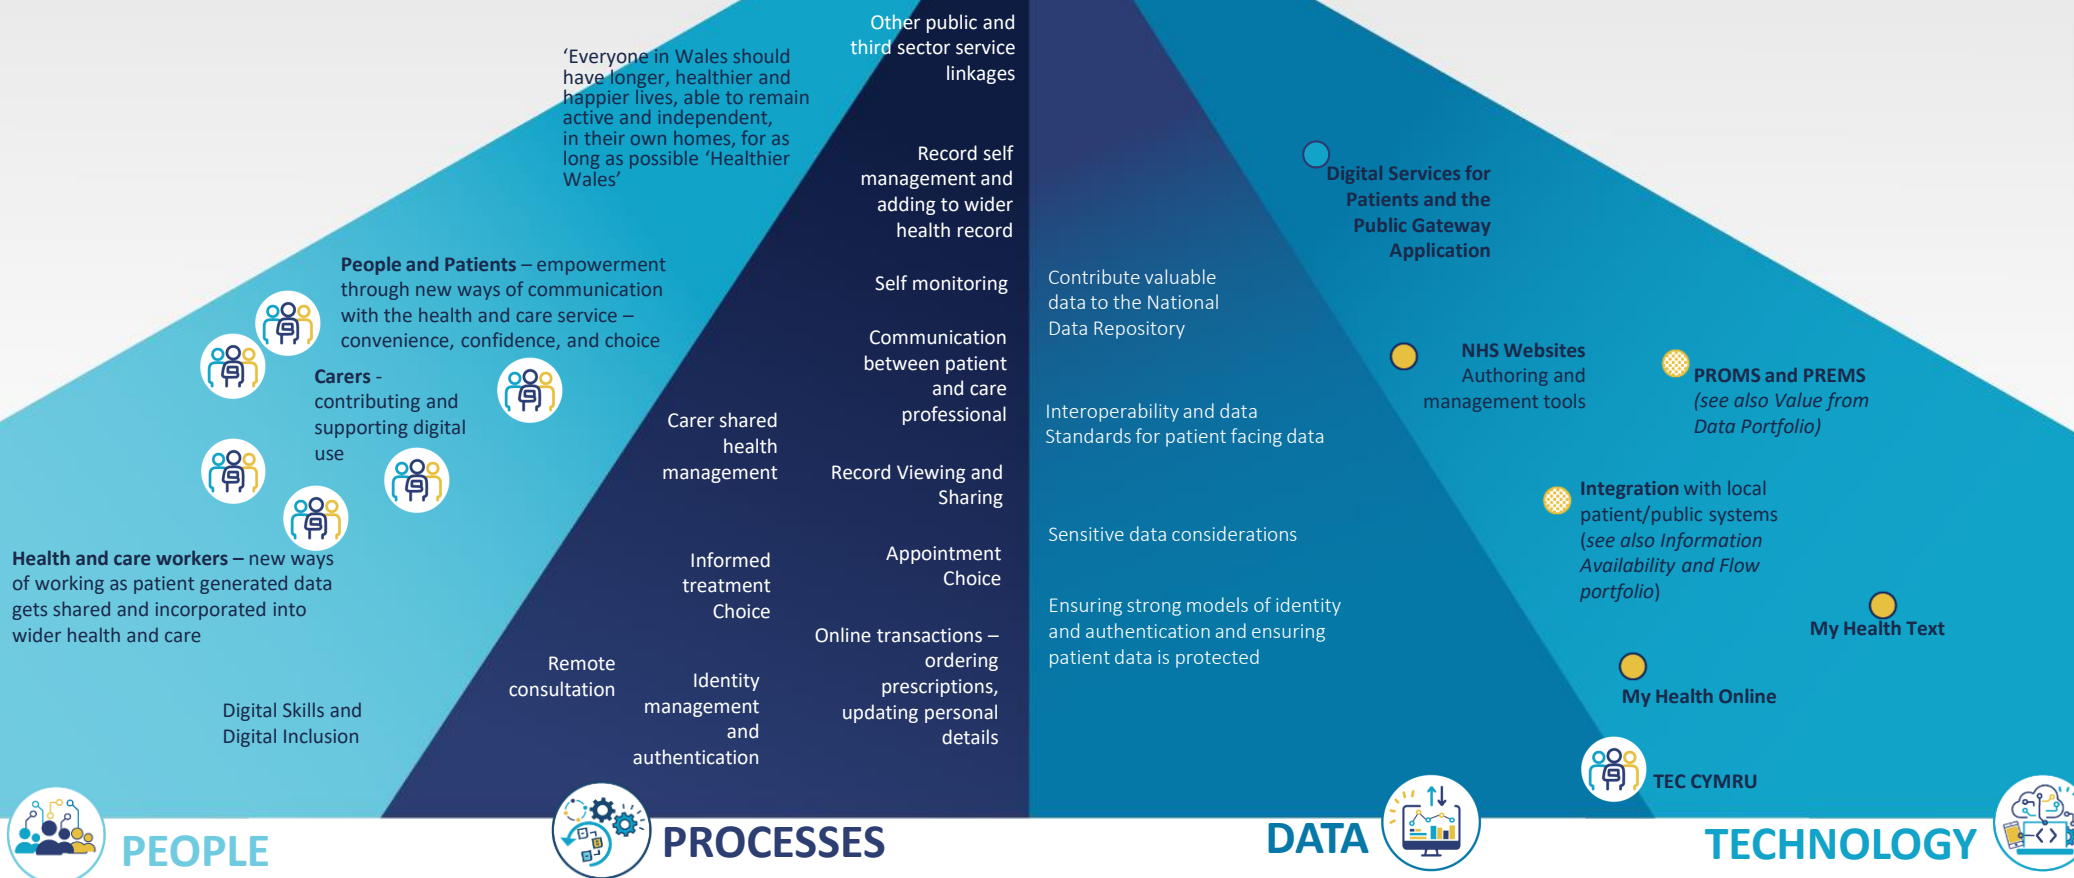 ‘Everyone in Wales should
have longer, healthier and
happier lives, able to remain
active and independent,
in their own homes, for as
long as possible ‘Healthier
Wales’
People and Patients – empowerment
through new ways of communication
with the health and care service –
convenience, confidence, and choice
Carers -
contributing and
supporting digital
use
Health and care workers – new ways
of working as patient generated data
gets shared and incorporated into
wider health and care
Digital Skills and
Digital Inclusion
Other public and
third sector service
linkages
Record self
management and
adding to wider
health record
Self monitoring
Communication
between patient
and care
professional
Carer shared
health
management
Record Viewing and
Sharing
Informed
treatment
Choice
Appointment
Choice
Remote
consultation
Identity
management
and
authentication
Online transactions –
ordering
prescriptions,
updating personal
details
Contribute valuable
data to the National
Data Repository
Interoperability and data
Standards for patient facing data
Sensitive data considerations
Ensuring strong models of identity
and authentication and ensuring
patient data is protected
Digital Services for
Patients and the
Public Gateway
Application
NHS Websites
Authoring and
management tools
PROMS and PREMS
(see also Value from
Data Portfolio)
Integration with local
patient/public systems
(see also Information
Availability and Flow
portfolio)
My Health Text
My Health Online
TEC CYMRU
PEOPLE
PROCESSES
DATA
TECHNOLOGY